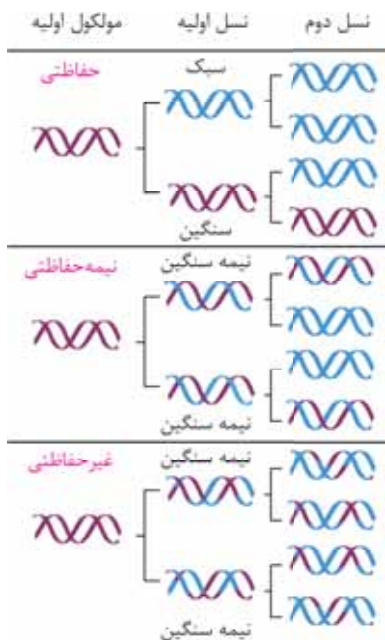 مولکول اولیه
نسل اولیه
نسل دوم
حفاظتی
سبک
سنگین
نیمه‌حفاظتی
نیمه سنگین
نیمه سنگین
غیرحفاظتی
نیمه سنگین
نیمه سنگین